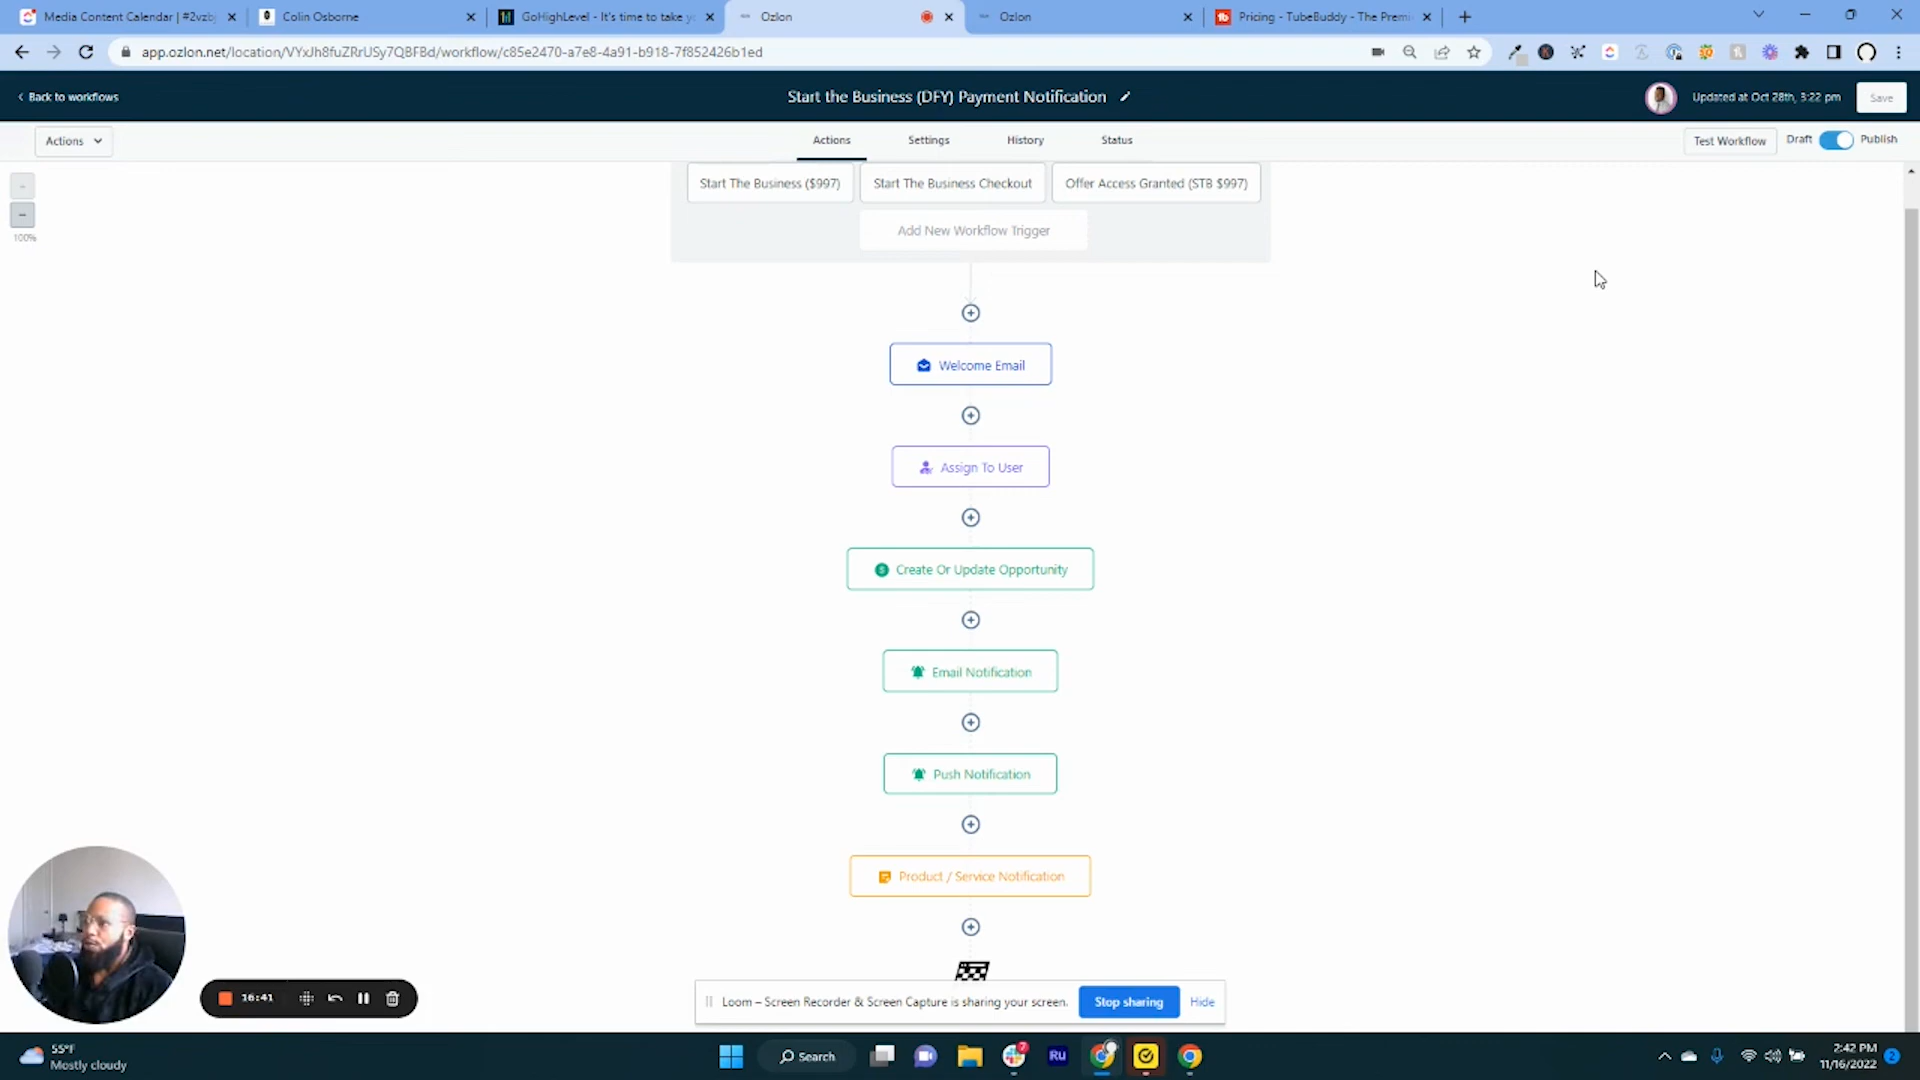 Media Content Calendar | #2vzbj
Colin Osborne
GoHighLevel - It's time to take yo
Ozlon
Ozlon
Pricing - TubeBuddy - The Premi
app.ozlon.net/location/VYxJh8fuZRrUSy7QBFBd/workflow/c85e2470-a7e8-4a91-b918-7f852426b1ed
Back to workflows
Start the Business (DFY) Payment Notification
Updated at Oct 28th, 3:22 pm
Save
Actions
Actions
Settings
History
Status
Test Workflow
Draft
Publish
Start The Business ($997)
Start The Business Checkout
Offer Access Granted (STB $997)
Add New Workflow Trigger
100%
Welcome Email
Assign To User
Create Or Update Opportunity
Email Notification
Push Notification
Product / Service Notification
16:41
Loom – Screen Recorder & Screen Capture is sharing your screen.
Stop sharing
Hide
55°F
Mostly cloudy
Search
7
Ru
2:42 PM
11/16/2022
2